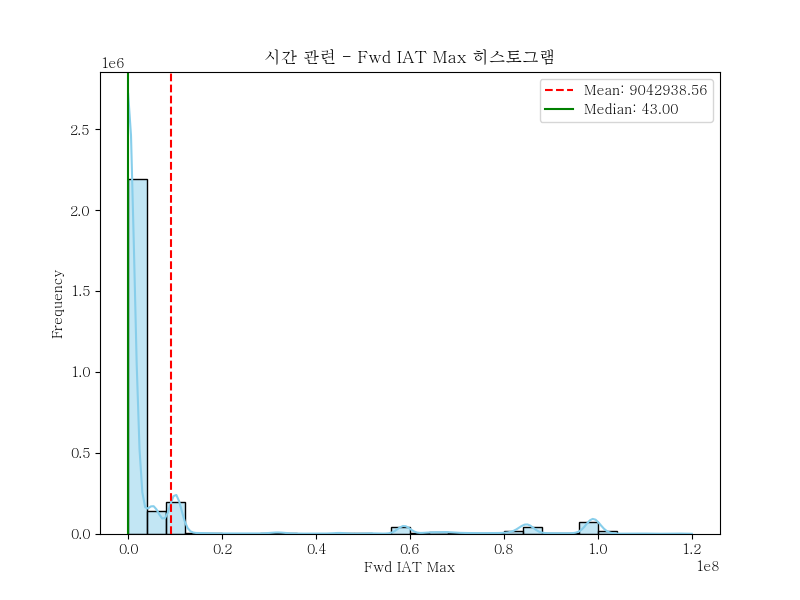 시간 관련 - Fwd IAT Max 히스토그램
1e6
Mean: 9042938.56
Median: 43.00
2.5
2.0
1.5
1.0
0.5
0.0
Frequency
0.0 0.2 0.4 0.6 0.8 1.0 1.2
1e8
Fwd IAT Max